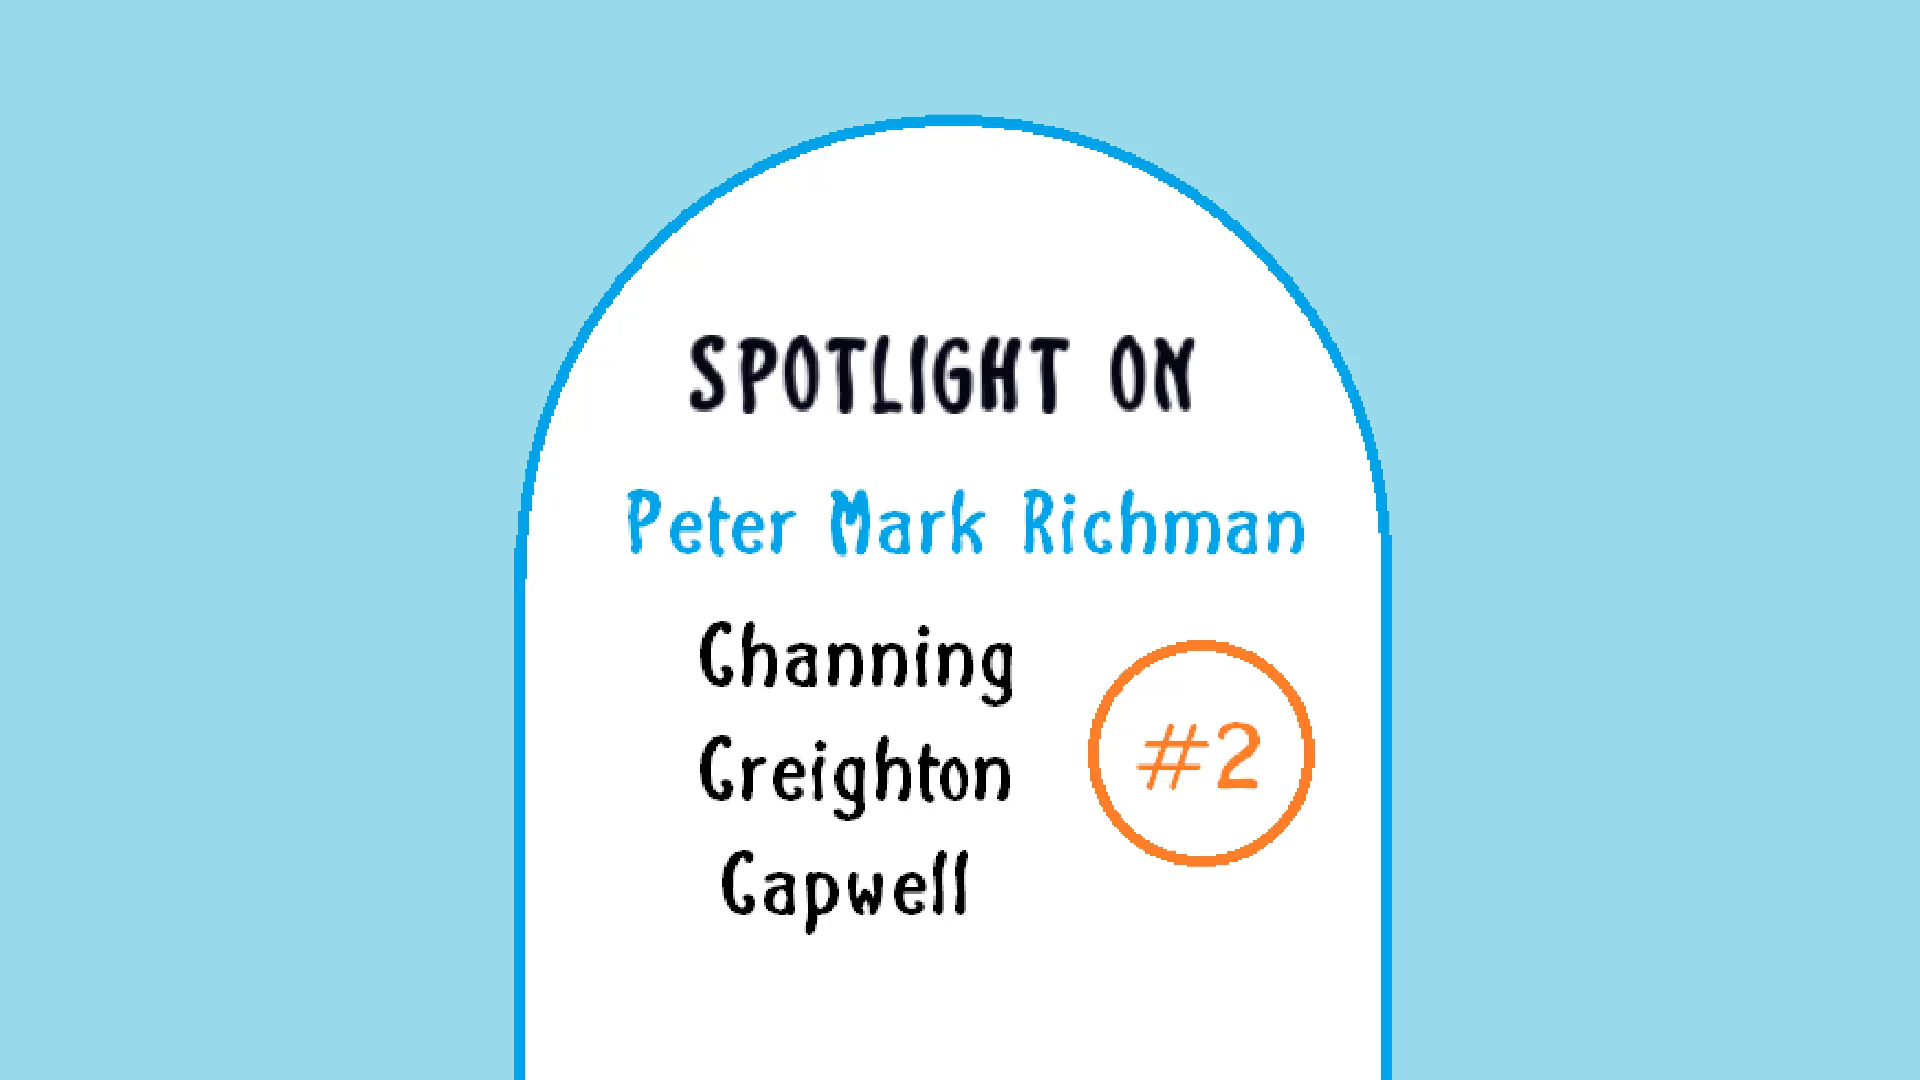 SPOTLIGHT ON
Peter Mark Richman
Channing
Creighton
Capwell
#2